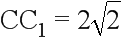 CC₁ = 2√2